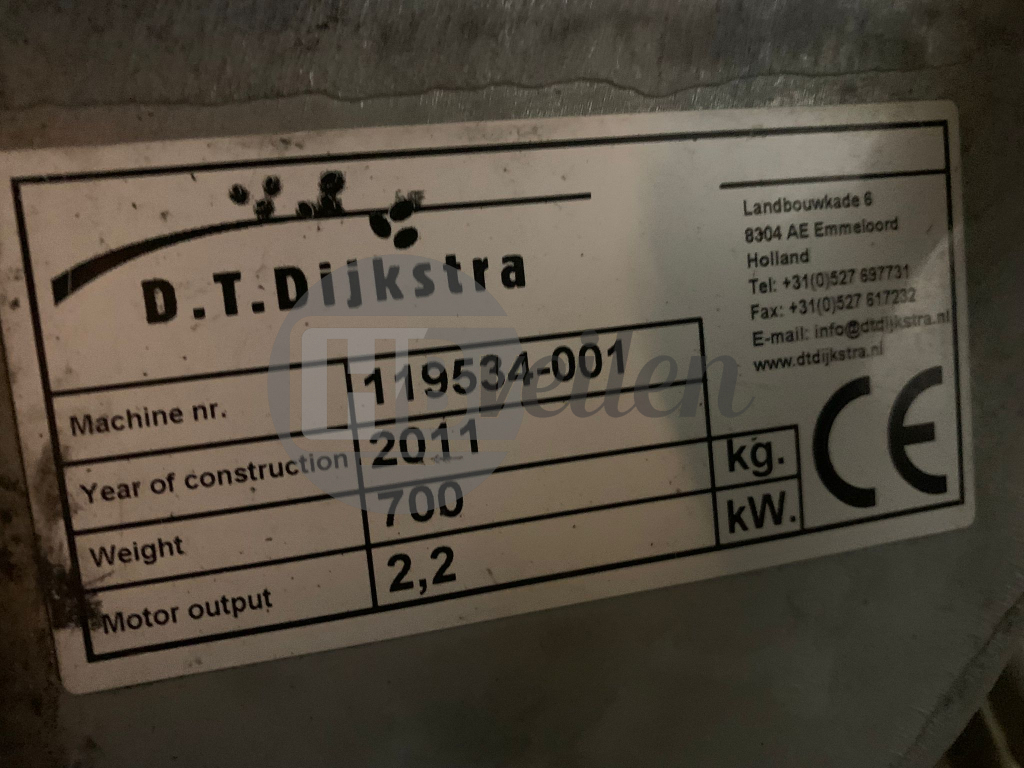 D.T.Dijkstra
Landbouwkade 6
8304 AE Emmeloord
Holland
Tel: +31(0)527 697731
Fax: +31(0)527 617232
E-mail: info@dtdijkstra.nl
www.dtdijkstra.nl
Machine nr. 119534-001
Year of construction 2011
Weight 700 kg.
Motor output 2,2 kW.
CE